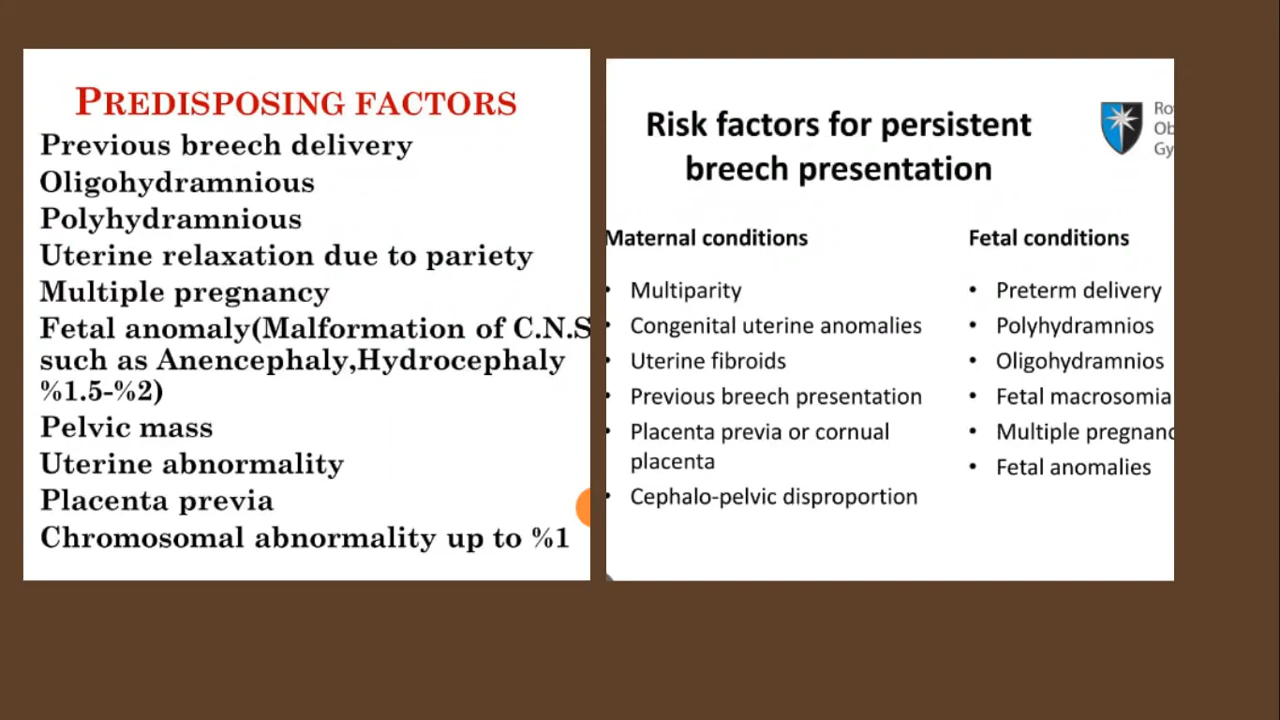 PREDISPOSING FACTORS
Previous breech delivery
Oligohydramnious
Polyhydramnious
Uterine relaxation due to pariety
Multiple pregnancy
Fetal anomaly(Malformation of C.N.S
such as Anencephaly,Hydrocephaly
%1.5-%2)
Pelvic mass
Uterine abnormality
Placenta previa
Chromosomal abnormality up to %1
Risk factors for persistent
breech presentation
Ro
Ob
Gy
Maternal conditions
• Multiparity
• Congenital uterine anomalies
• Uterine fibroids
• Previous breech presentation
• Placenta previa or cornual
placenta
• Cephalo-pelvic disproportion
Fetal conditions
• Preterm delivery
• Polyhydramnios
• Oligohydramnios
• Fetal macrosomia
• Multiple pregnanc
• Fetal anomalies